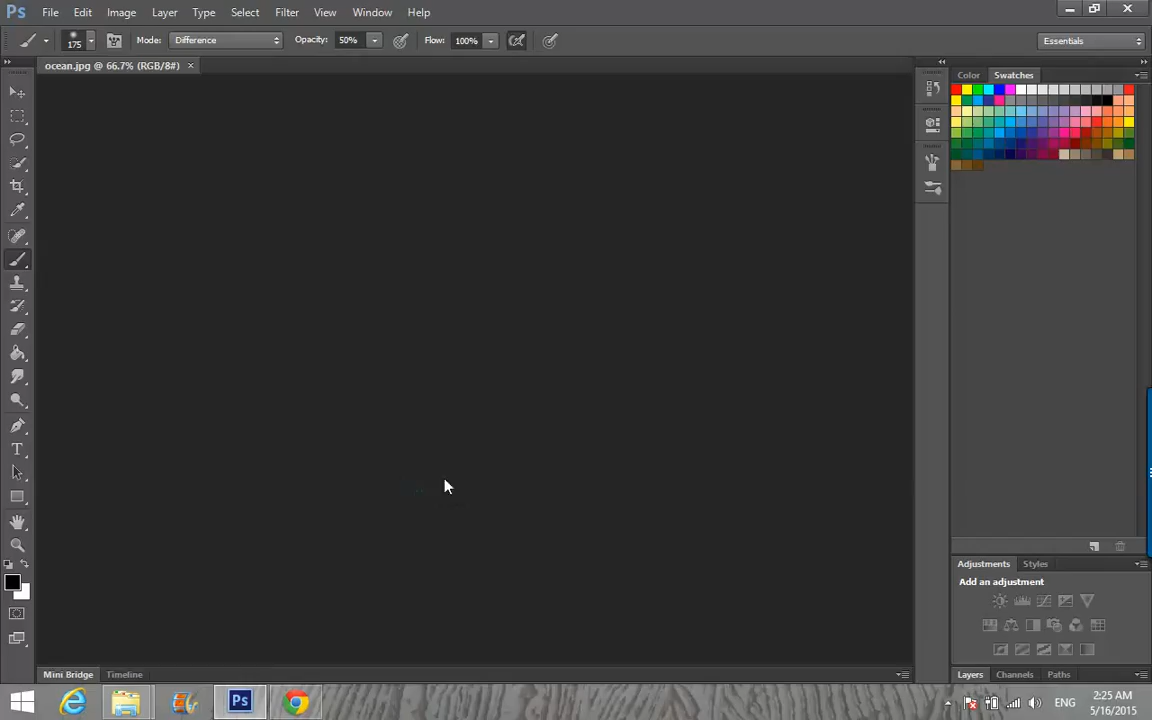 Ps File Edit Image Layer Type Select Filter View Window Help
175 Mode: Difference Opacity: 50% Flow: 100% Essentials
ocean.jpg @ 66.7% (RGB/8#) ×
Color Swatches
T
Adjustments Styles
Add an adjustment
Mini Bridge Timeline
Layers Channels Paths
Ps
ENG
2:25 AM
5/16/2015